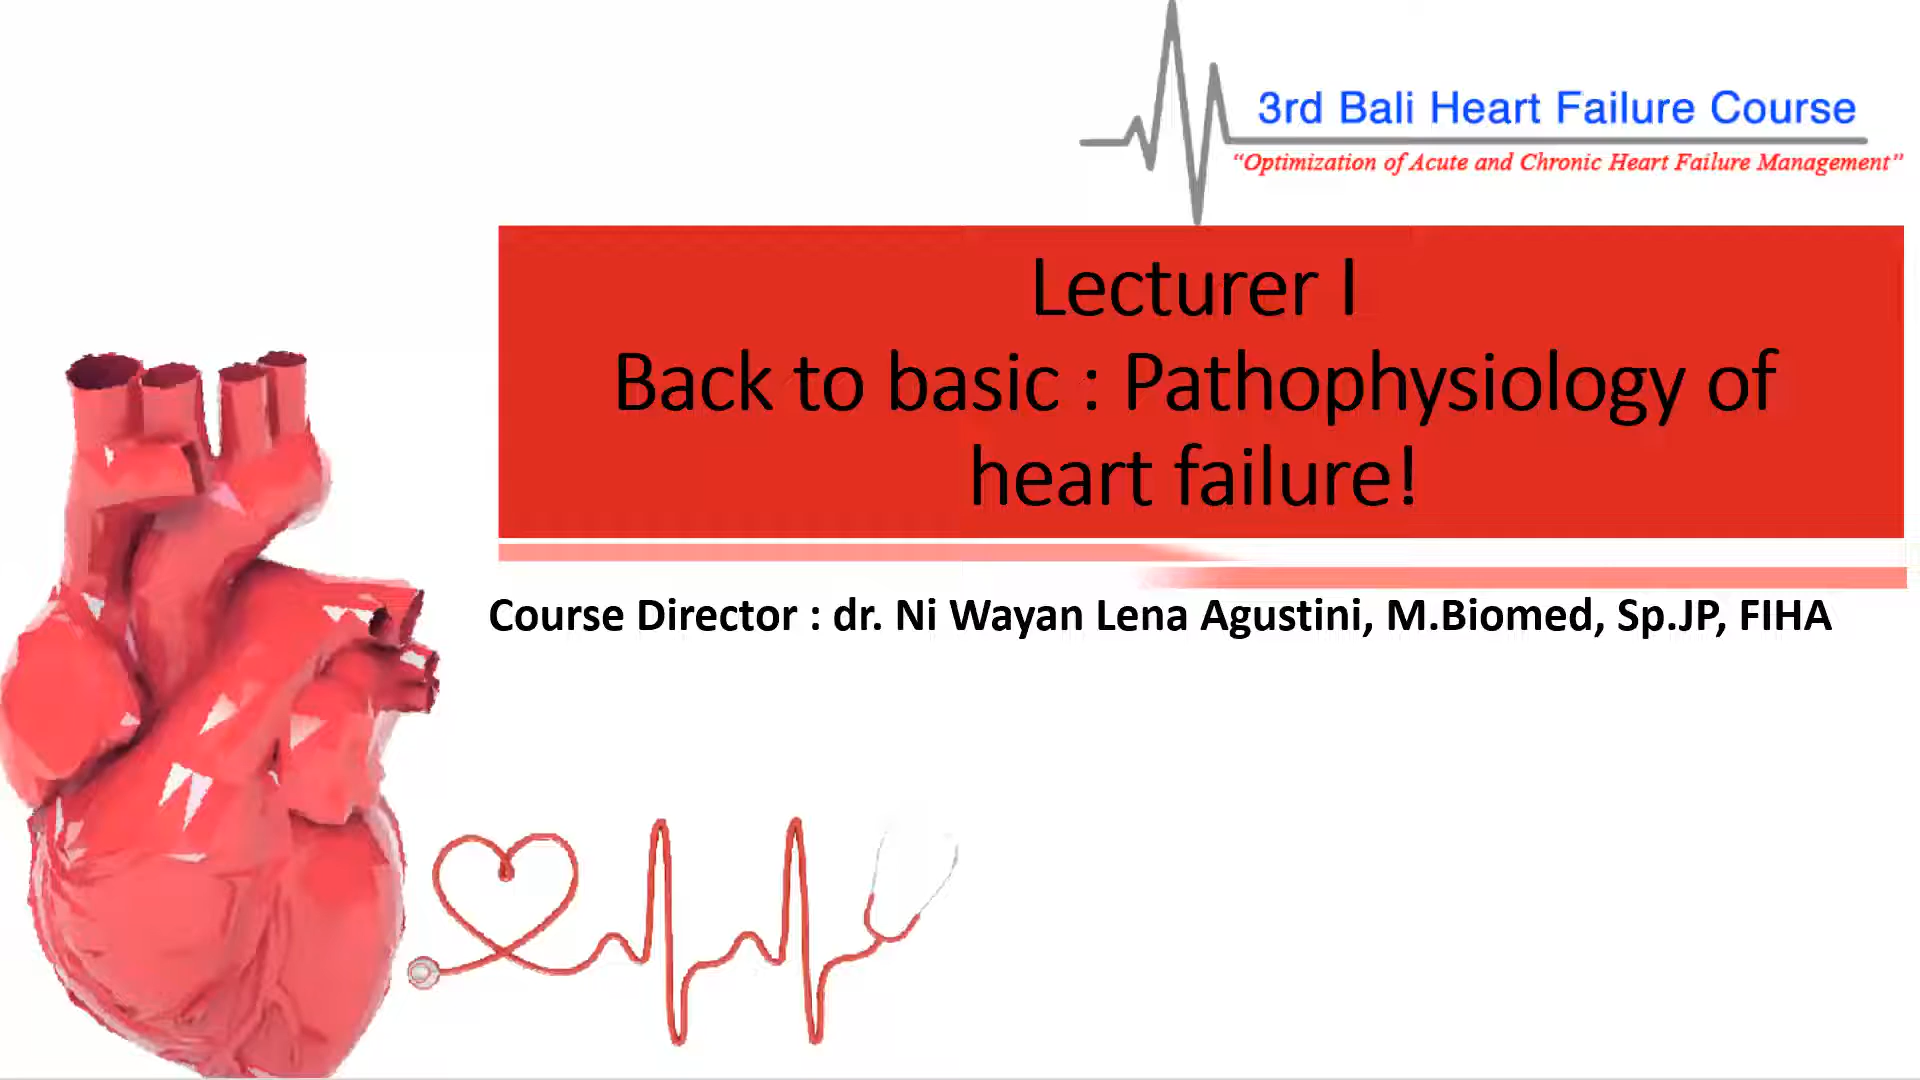 3rd Bali Heart Failure Course
“Optimization of Acute and Chronic Heart Failure Management”
Lecturer I
Back to basic : Pathophysiology of
heart failure!
Course Director : dr. Ni Wayan Lena Agustini, M.Biomed, Sp.JP, FIHA